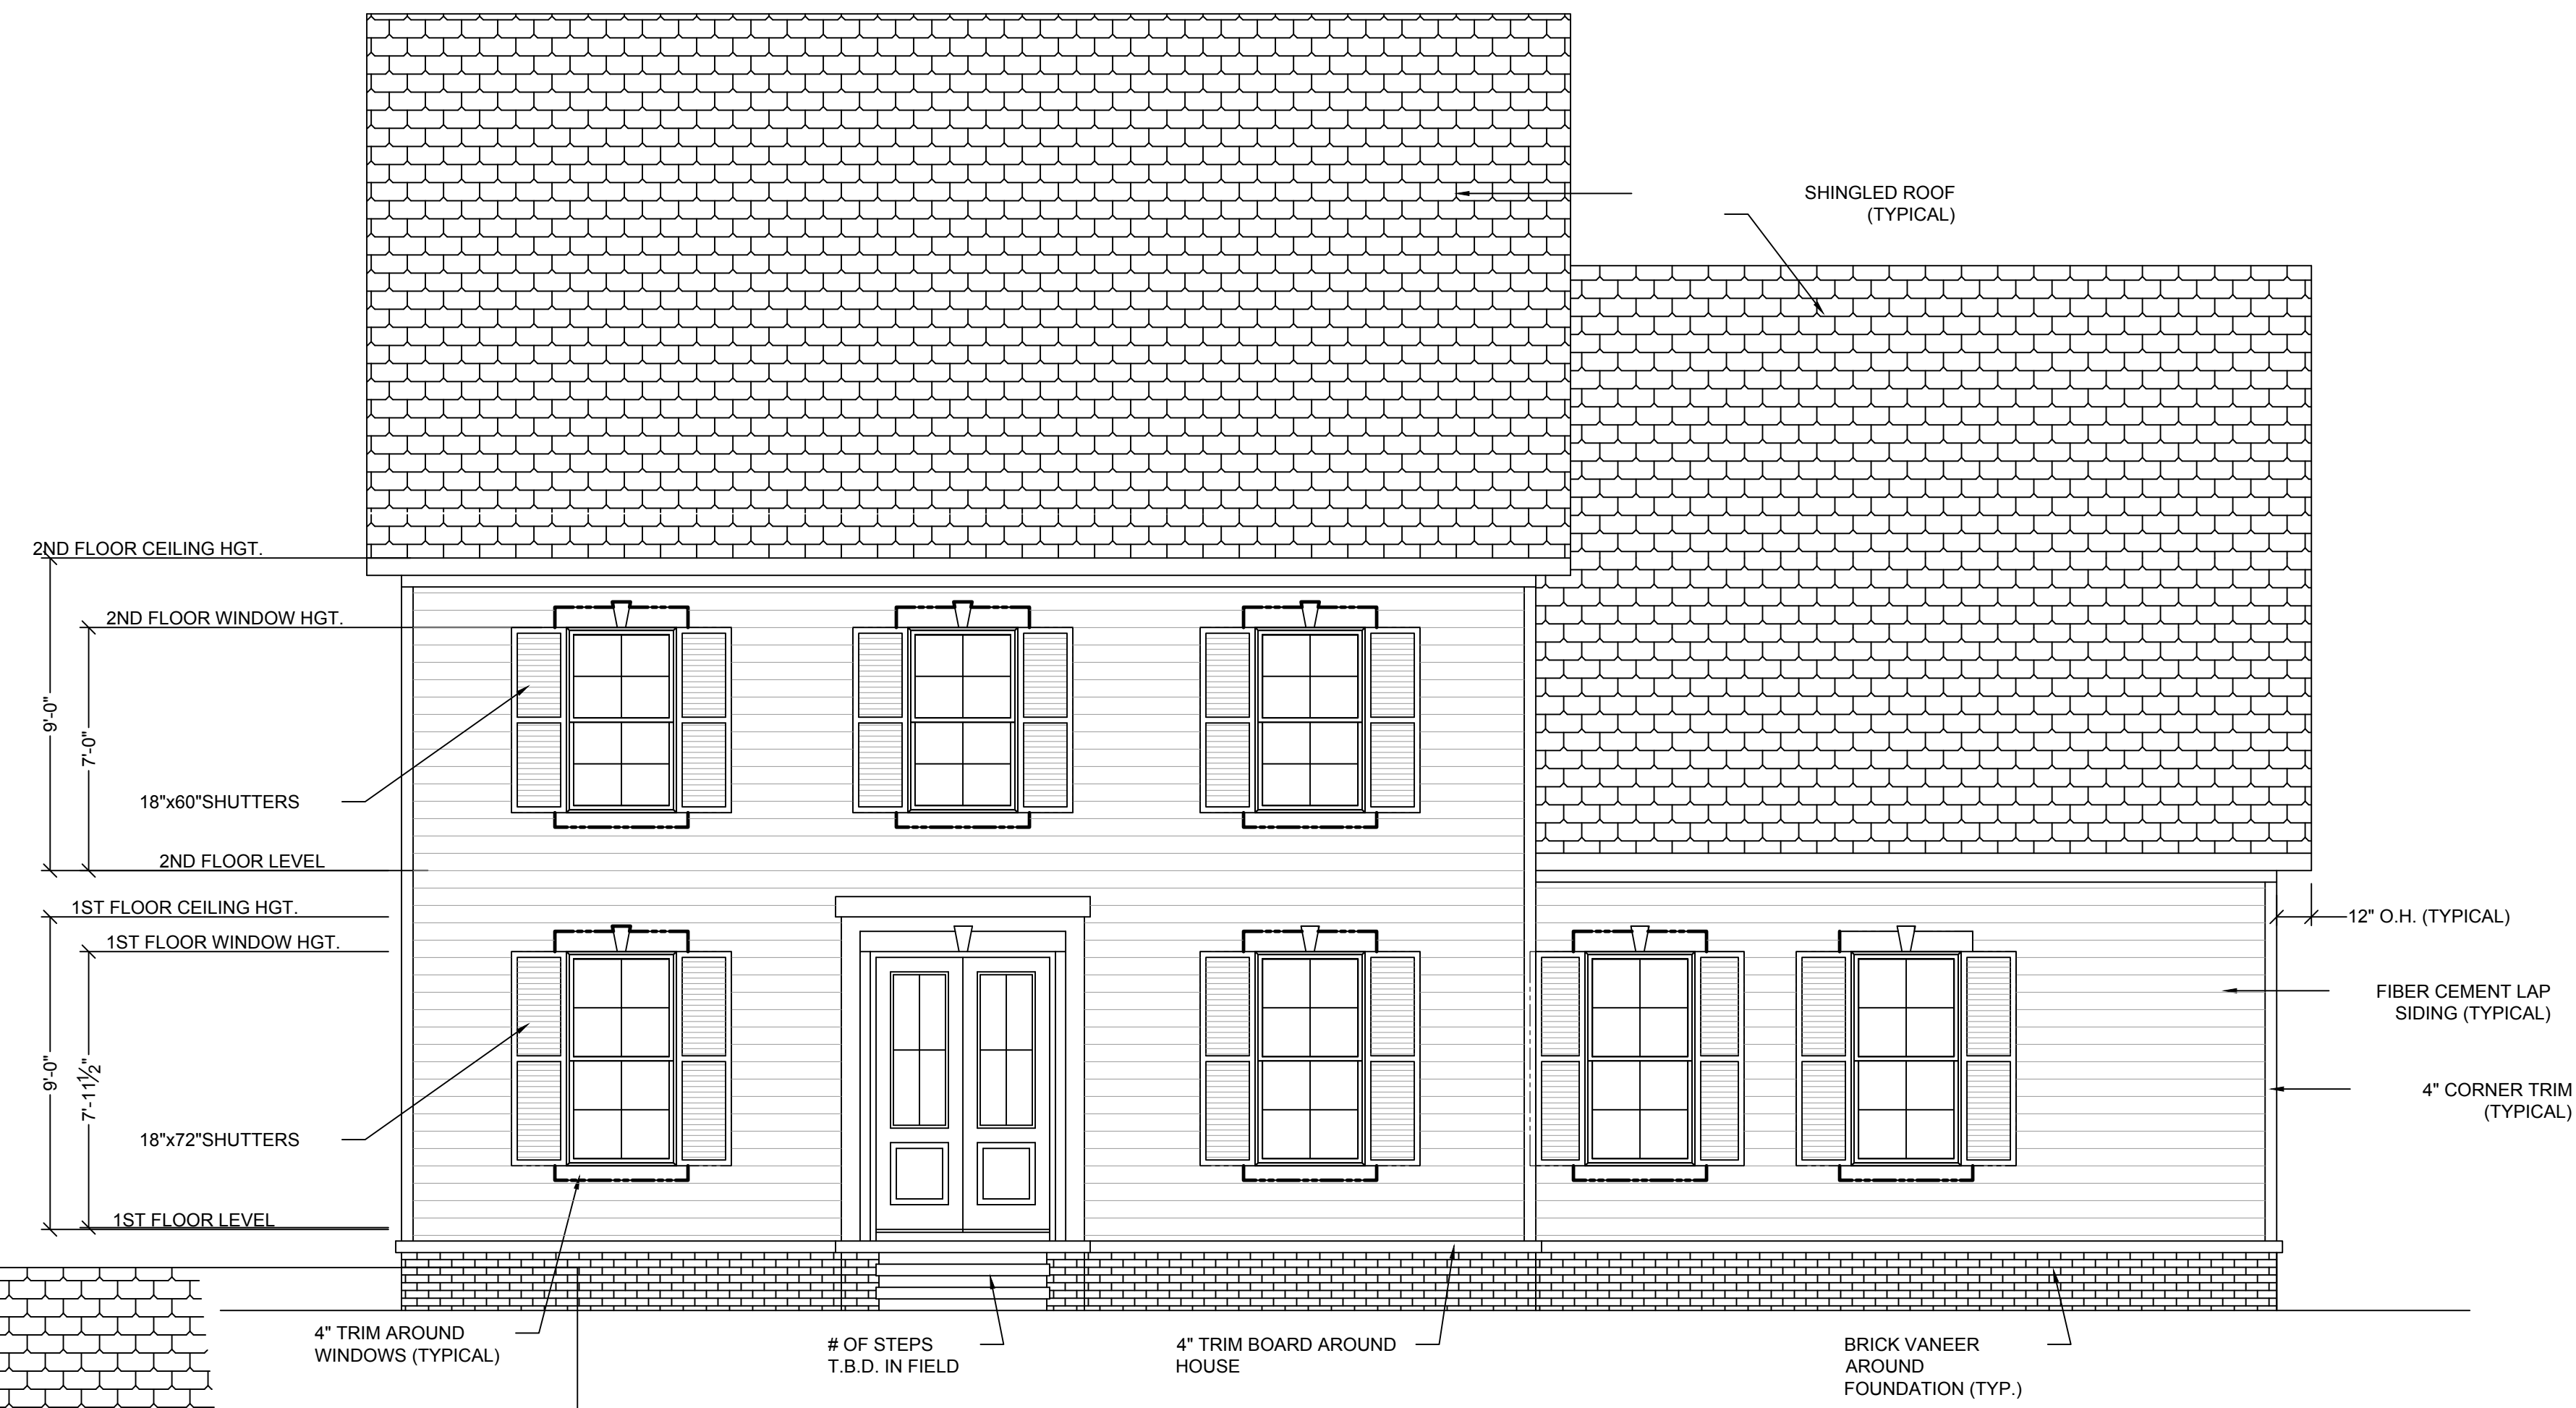 SHINGLED ROOF
(TYPICAL)
2ND FLOOR CEILING HGT.
2ND FLOOR WINDOW HGT.
9'-0"
7'-0"
18"x60"SHUTTERS
2ND FLOOR LEVEL
1ST FLOOR CEILING HGT.
12" O.H. (TYPICAL)
1ST FLOOR WINDOW HGT.
FIBER CEMENT LAP
SIDING (TYPICAL)
9'-0"
7'-11½"
4" CORNER TRIM
(TYPICAL)
18"x72"SHUTTERS
1ST FLOOR LEVEL
4" TRIM AROUND
WINDOWS (TYPICAL)
# OF STEPS
T.B.D. IN FIELD
4" TRIM BOARD AROUND
HOUSE
BRICK VANEER
AROUND
FOUNDATION (TYP.)